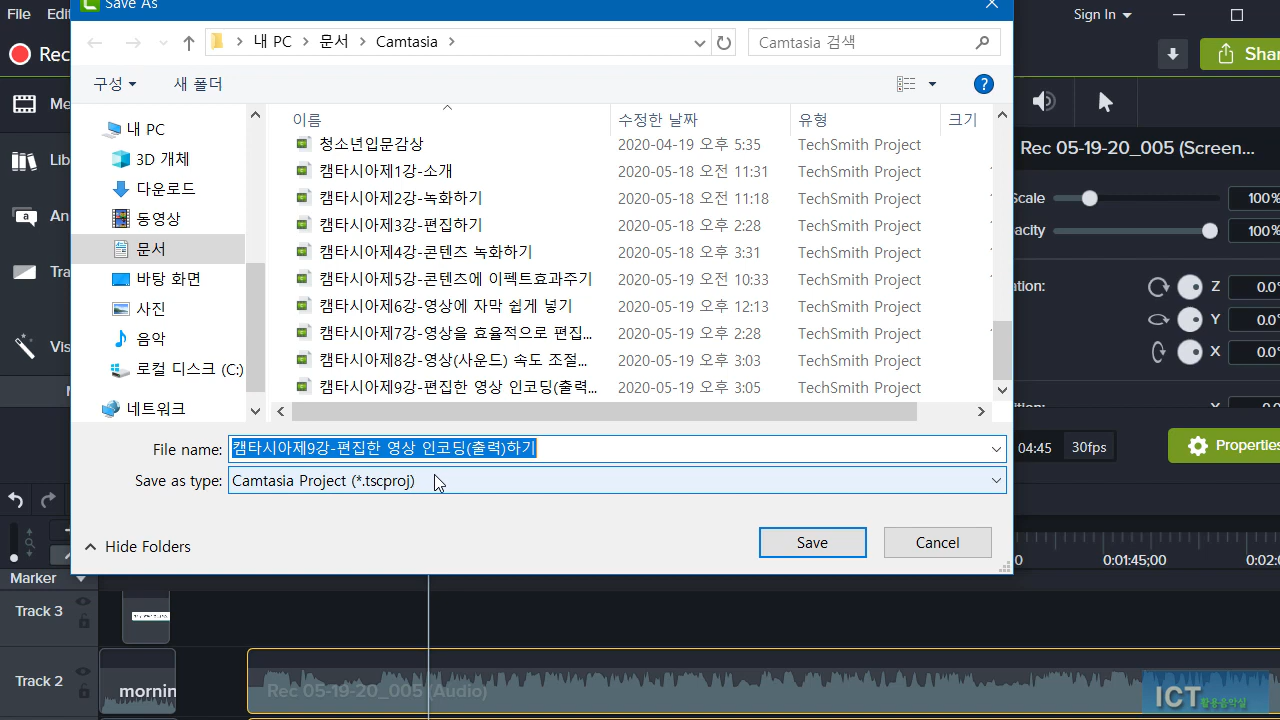 Save As
File
Sign In
내 PC > 문서 > Camtasia >
Camtasia 검색
구성
새 폴더
이름
수정한 날짜
유형
크기
내 PC
3D 개체
다운로드
동영상
문서
바탕 화면
사진
음악
로컬 디스크 (C:)
네트워크
청소년입문감상 2020-04-19 오후 5:35 TechSmith Project
캠타시아제1강-소개 2020-05-18 오전 11:31 TechSmith Project
캠타시아제2강-녹화하기 2020-05-18 오전 11:18 TechSmith Project
캠타시아제3강-편집하기 2020-05-18 오후 2:28 TechSmith Project
캠타시아제4강-콘텐츠 녹화하기 2020-05-18 오후 3:31 TechSmith Project
캠타시아제5강-콘텐츠에 이펙트효과주기 2020-05-19 오전 10:33 TechSmith Project
캠타시아제6강-영상에 자막 쉽게 넣기 2020-05-19 오후 12:13 TechSmith Project
캠타시아제7강-영상을 효율적으로 편집... 2020-05-19 오후 2:28 TechSmith Project
캠타시아제8강-영상(사운드) 속도 조절... 2020-05-19 오후 3:03 TechSmith Project
캠타시아제9강-편집한 영상 인코딩(출력... 2020-05-19 오후 3:05 TechSmith Project
File name: 캠타시아제9강-편집한 영상 인코딩(출력)하기
Save as type: Camtasia Project (*.tscproj)
Hide Folders
Save
Cancel
Rec 05-19-20_005 (Screen...
100%
100%
Z 0.0°
Y 0.0°
X 0.0°
04:45
30fps
Properties
0:01:45;00
Marker
Track 3
Track 2
mornin
Rec 05-19-20_005 (Audio)
ICT활용음악실